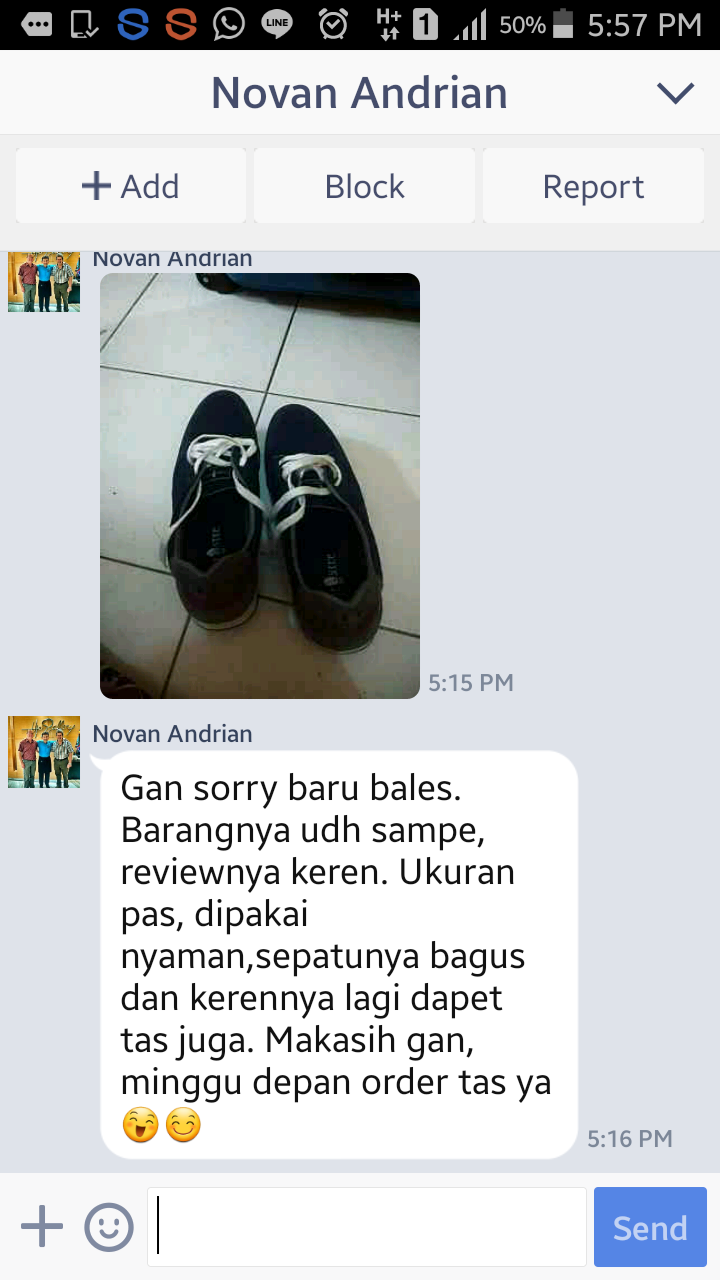 LINE
H+
1
50%
5:57 PM
Novan Andrian
Add
Block
Report
Novan Andrian
5:15 PM
Novan Andrian
Gan sorry baru bales.
Barangnya udh sampe,
reviewnya keren. Ukuran
pas, dipakai
nyaman,sepatunya bagus
dan kerennya lagi dapet
tas juga. Makasih gan,
minggu depan order tas ya
5:16 PM
Send